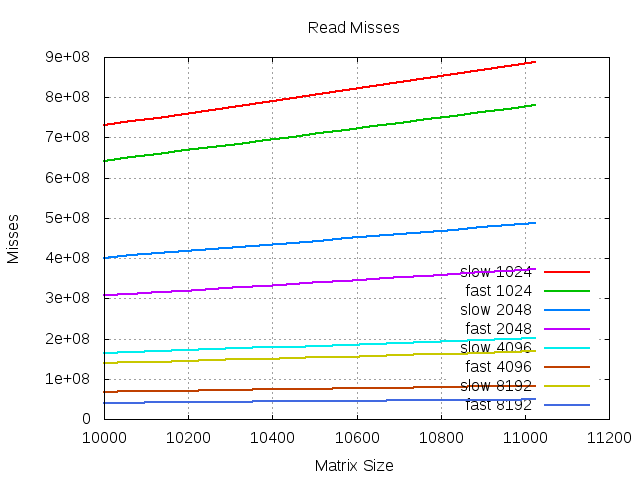 Read Misses
9e+08
8e+08
7e+08
6e+08
5e+08
4e+08
3e+08
2e+08
1e+08
0
Misses
slow 1024
fast 1024
slow 2048
fast 2048
slow 4096
fast 4096
slow 8192
fast 8192
10000 10200 10400 10600 10800 11000 11200
Matrix Size